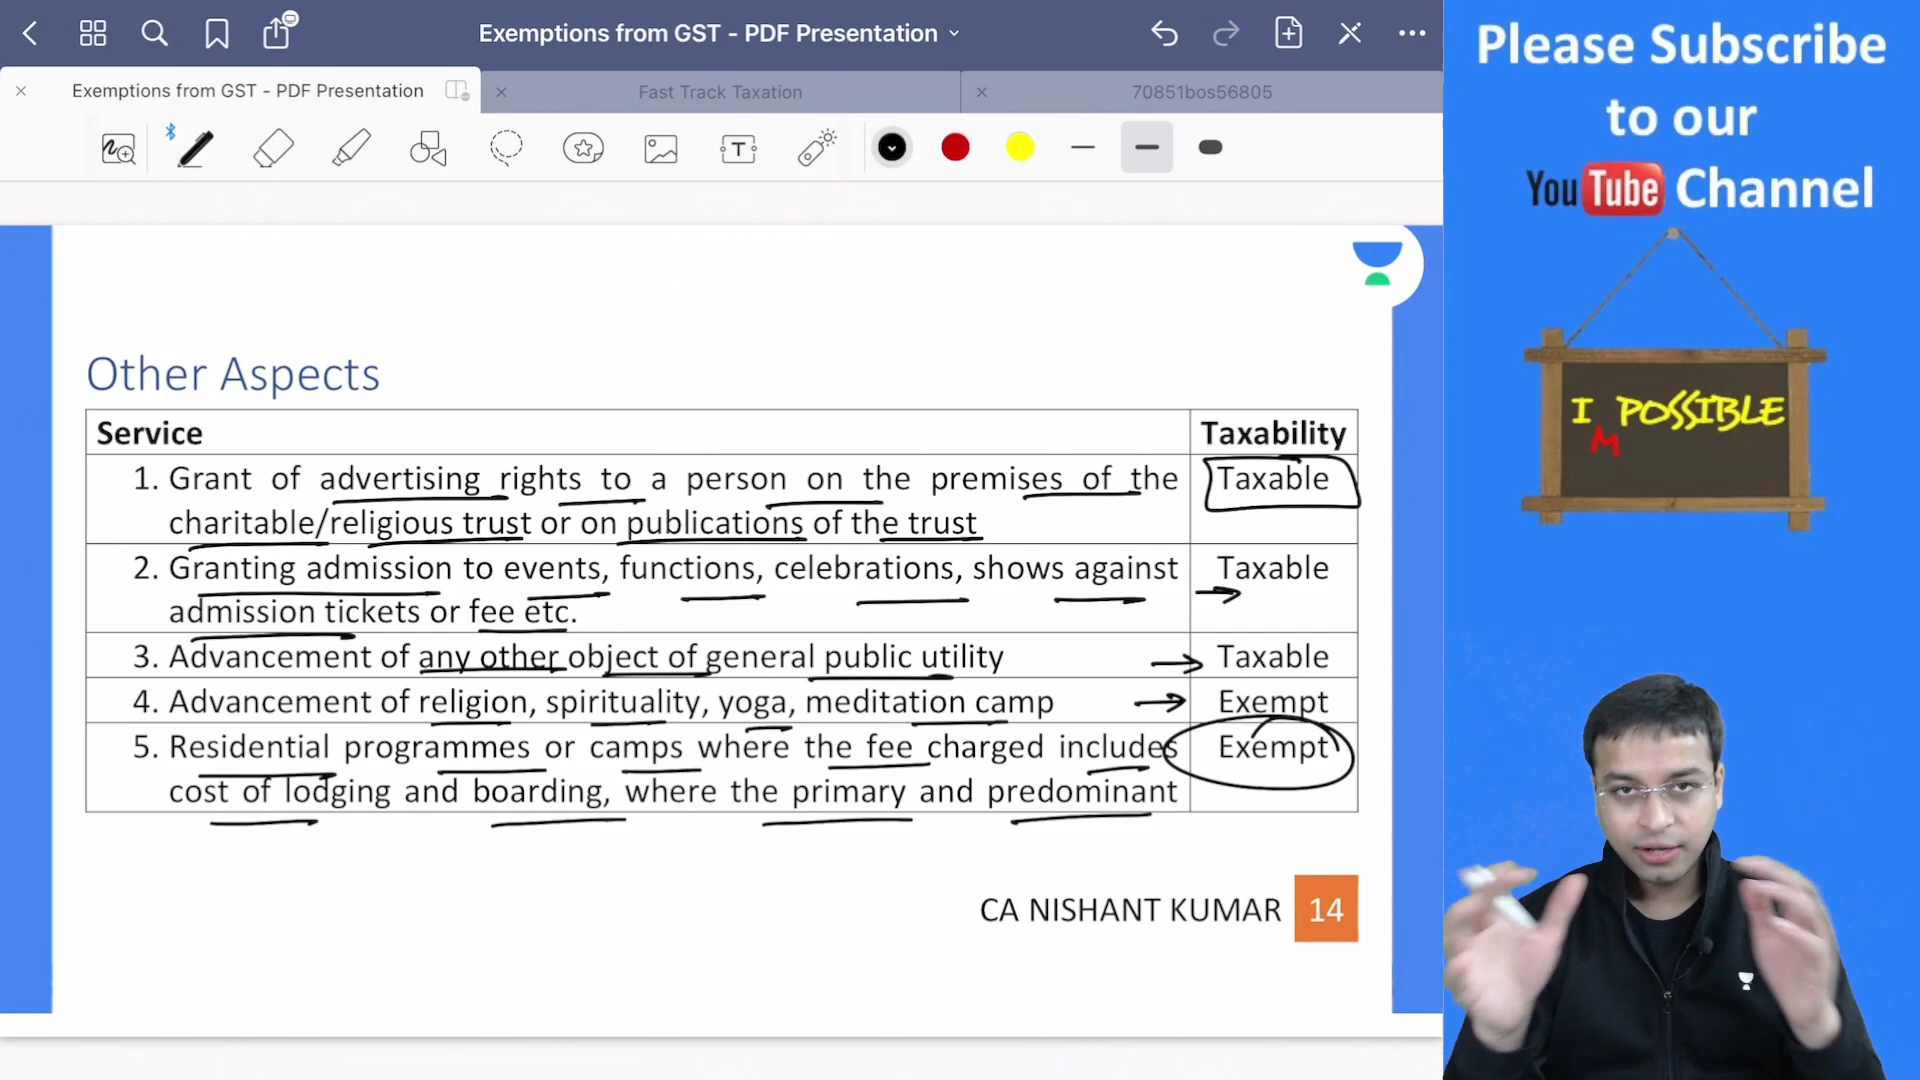 Exemptions from GST - PDF Presentation
Exemptions from GST - PDF Presentation
Fast Track Taxation
70851bos56805
T
Other Aspects
Service Taxability
1. Grant of advertising rights to a person on the premises of the Taxable
charitable/religious trust or on publications of the trust
2. Granting admission to events, functions, celebrations, shows against Taxable
admission tickets or fee etc.
3. Advancement of any other object of general public utility Taxable
4. Advancement of religion, spirituality, yoga, meditation camp Exempt
5. Residential programmes or camps where the fee charged includes Exempt
cost of lodging and boarding, where the primary and predominant
CA NISHANT KUMAR 14
Please Subscribe
to our
YouTube Channel
I POSSIBLE
M